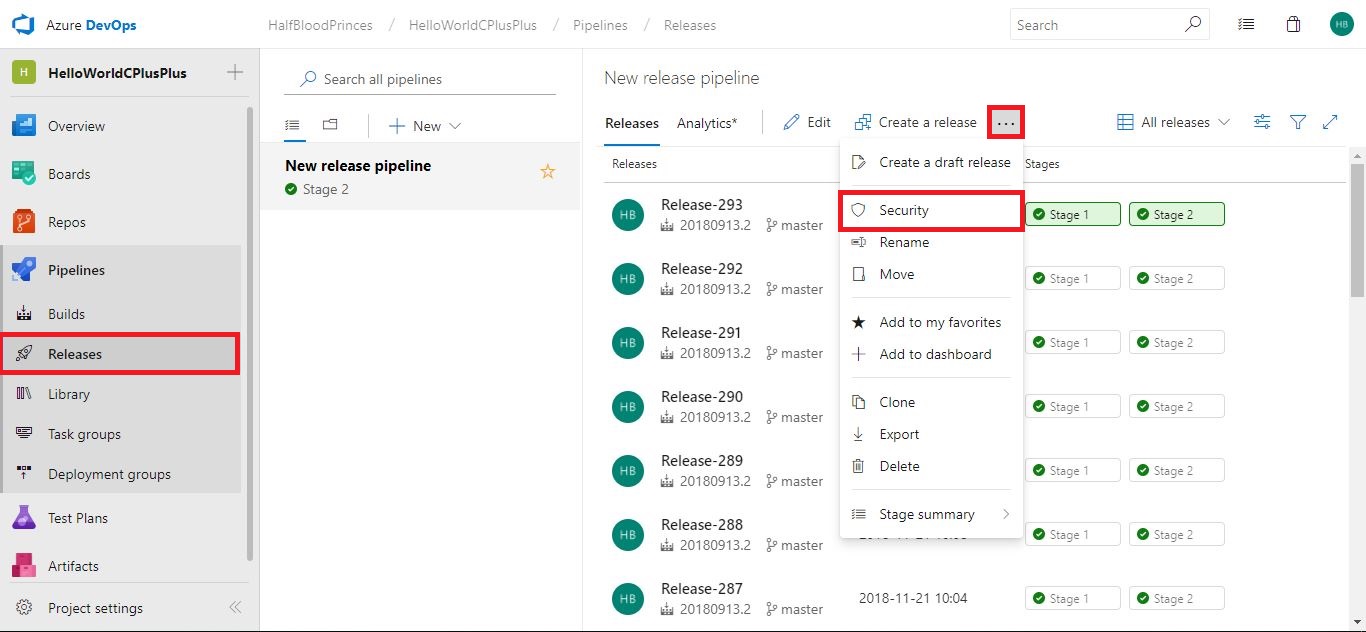 Azure DevOps
HalfBloodPrinces / HelloWorldCPlusPlus / Pipelines / Releases
Search
HB
H
HelloWorldCPlusPlus
Overview
Boards
Repos
Pipelines
Builds
Releases
Library
Task groups
Deployment groups
Test Plans
Artifacts
Project settings
Search all pipelines
New
New release pipeline
Stage 2
New release pipeline
Releases
Analytics*
Edit
Create a release
...
All releases
Releases
Stages
HB
Release-293
20180913.2 master
Stage 1
Stage 2
HB
Release-292
20180913.2 master
Stage 1
Stage 2
HB
Release-291
20180913.2 master
Stage 1
Stage 2
HB
Release-290
20180913.2 master
Stage 1
Stage 2
HB
Release-289
20180913.2 master
Stage 1
Stage 2
HB
Release-288
20180913.2 master
Stage 1
Stage 2
HB
Release-287
20180913.2 master
2018-11-21 10:04
Stage 1
Stage 2
Create a draft release
Security
Rename
Move
Add to my favorites
Add to dashboard
Clone
Export
Delete
Stage summary